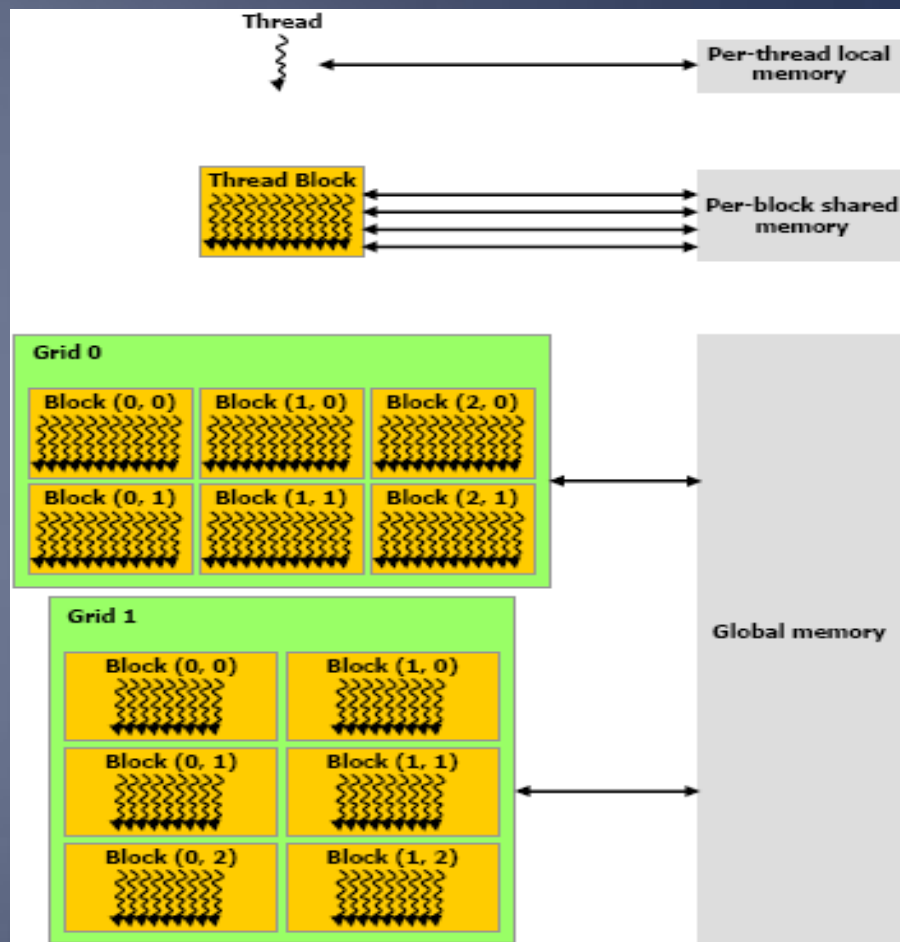 Thread
Per-thread local
memory
Thread Block
Per-block shared
memory
Grid 0
Block (0, 0)
Block (1, 0)
Block (2, 0)
Block (0, 1)
Block (1, 1)
Block (2, 1)
Grid 1
Block (0, 0)
Block (1, 0)
Block (0, 1)
Block (1, 1)
Block (0, 2)
Block (1, 2)
Global memory